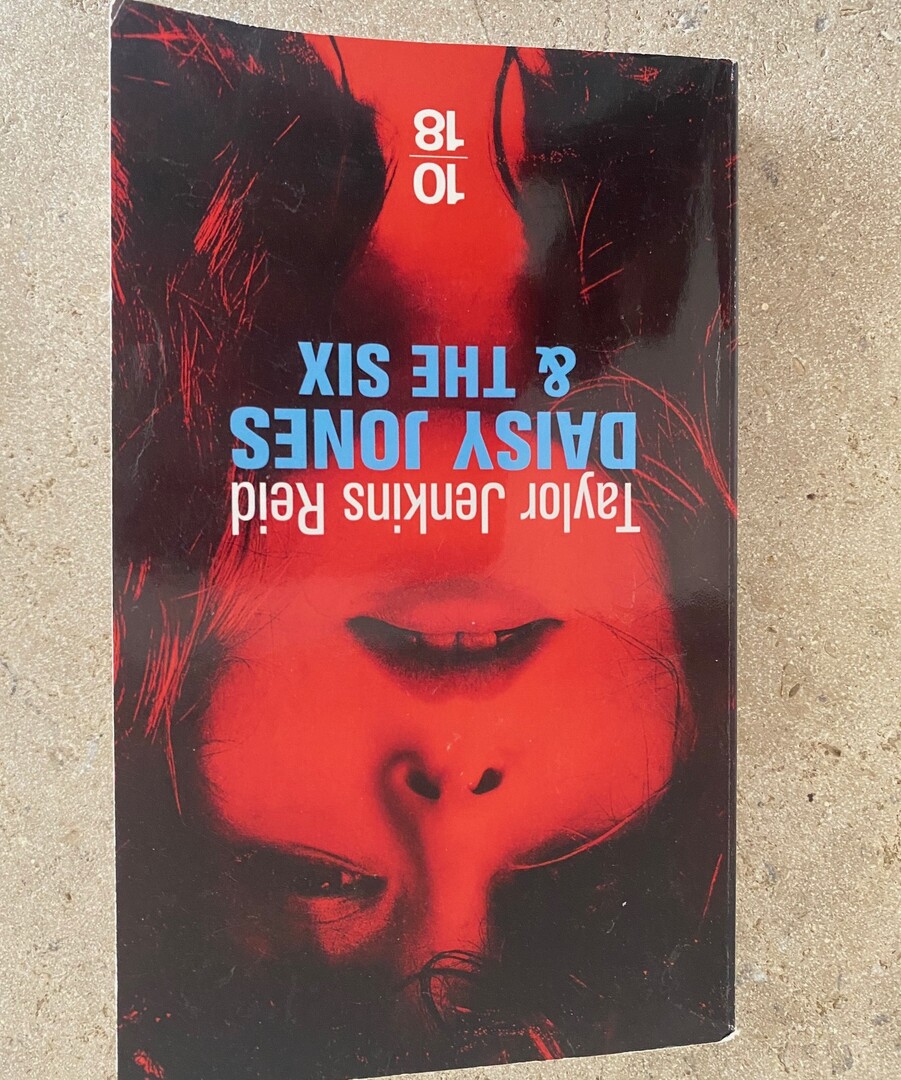 Taylor Jenkins Reid
DAISY JONES
& THE SIX
10
18